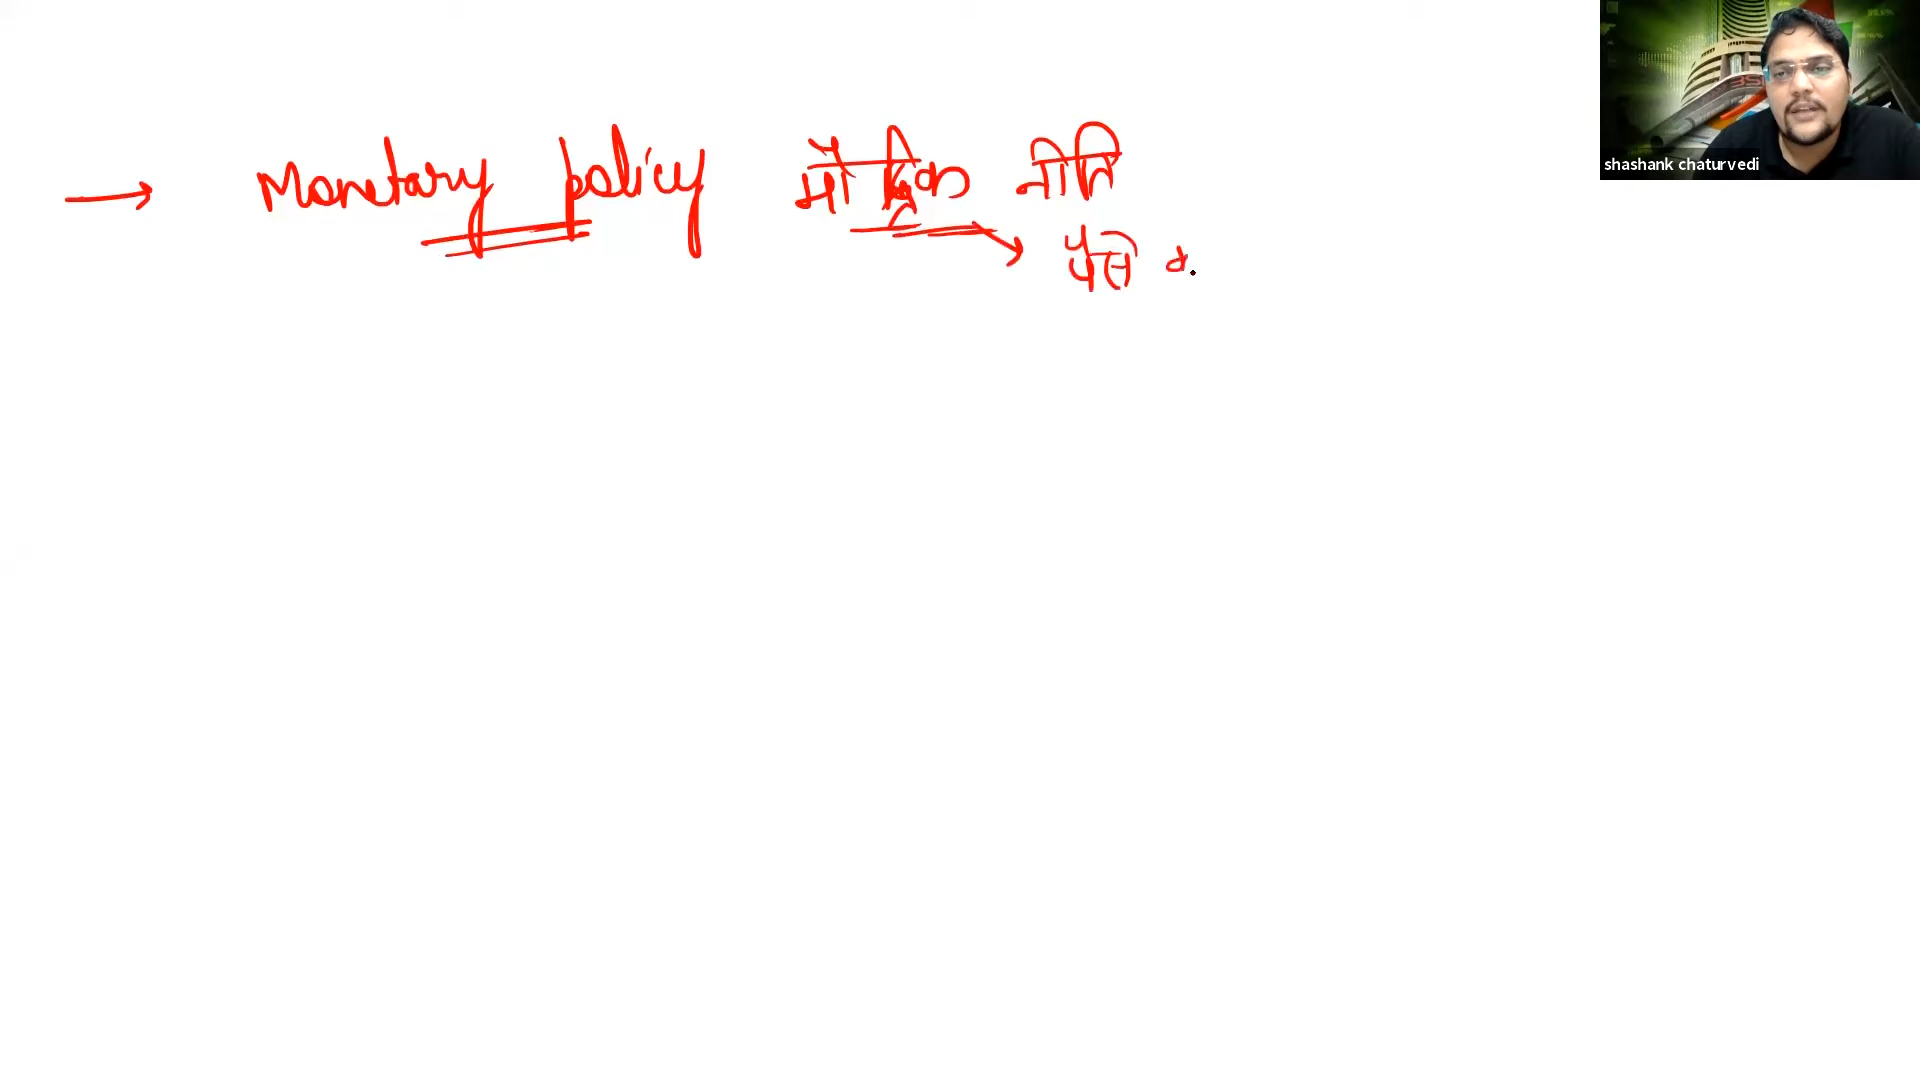 → Monetary policy मौद्रिक नीति
→ पैसे
shashank chaturvedi